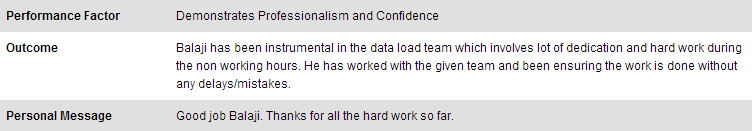 Performance Factor Demonstrates Professionalism and Confidence
Outcome Balaji has been instrumental in the data load team which involves lot of dedication and hard work during
the non working hours. He has worked with the given team and been ensuring the work is done without
any delays/mistakes.
Personal Message Good job Balaji. Thanks for all the hard work so far.